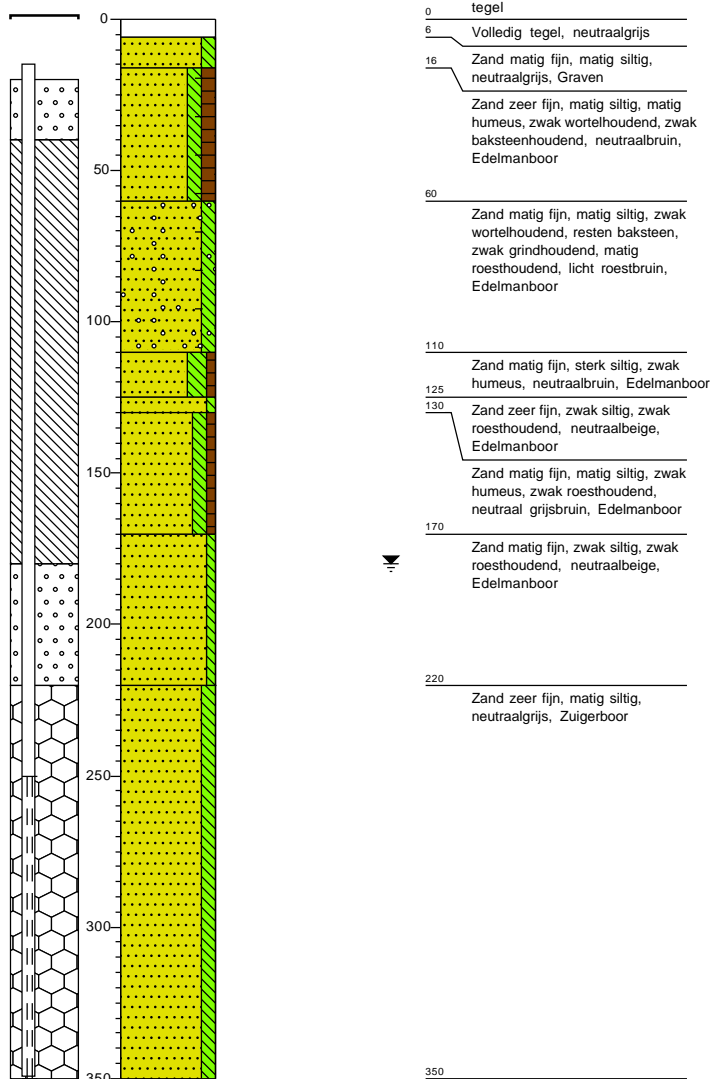 0
50
100
150
200
250
300
350
0
tegel
6
Volledig tegel, neutraalgrijs
16
Zand matig fijn, matig siltig,
neutraalgrijs, Graven
Zand zeer fijn, matig siltig, matig
humeus, zwak wortelhoudend, zwak
baksteenhoudend, neutraalbruin,
Edelmanboor
60
Zand matig fijn, matig siltig, zwak
wortelhoudend, resten baksteen,
zwak grindhoudend, matig
roesthoudend, licht roestbruin,
Edelmanboor
110
Zand matig fijn, sterk siltig, zwak
humeus, neutraalbruin, Edelmanboor
125
130
Zand zeer fijn, zwak siltig, zwak
roesthoudend, neutraalbeige,
Edelmanboor
Zand matig fijn, matig siltig, zwak
humeus, zwak roesthoudend,
neutraal grijsbruin, Edelmanboor
170
Zand matig fijn, zwak siltig, zwak
roesthoudend, neutraalbeige,
Edelmanboor
220
Zand zeer fijn, matig siltig,
neutraalgrijs, Zuigerboor
350